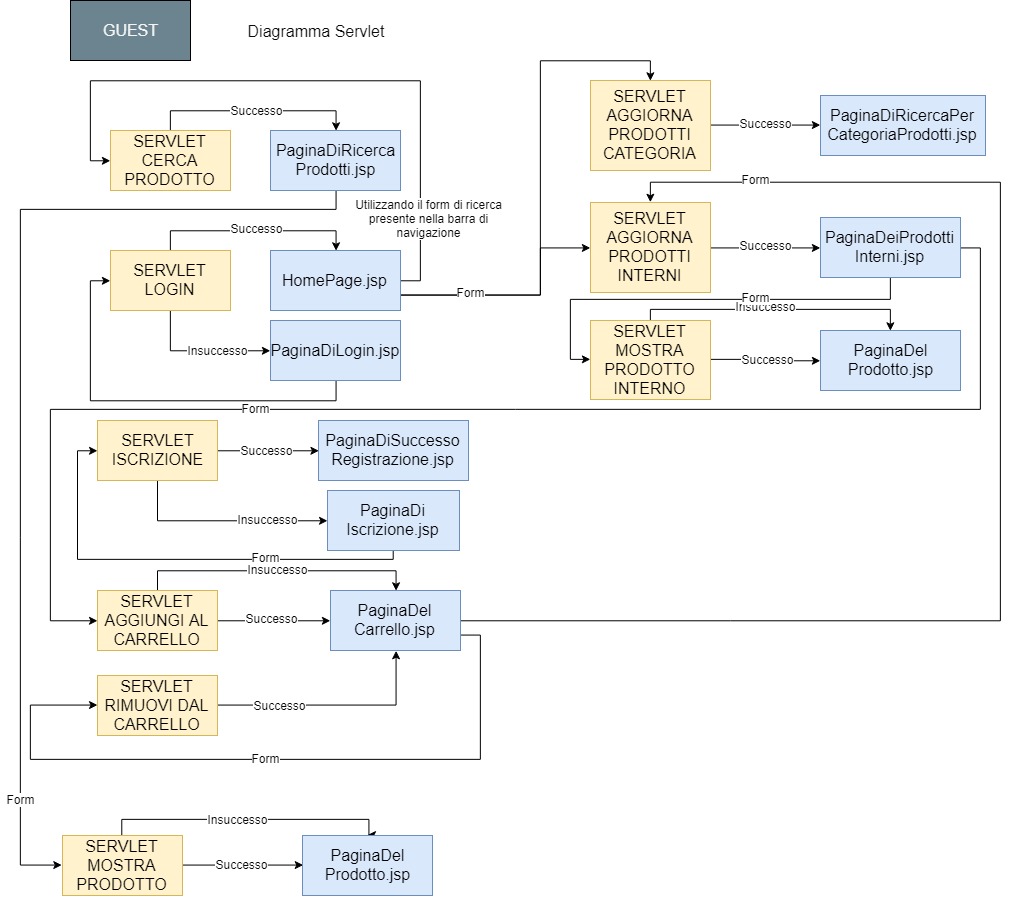 GUEST
Diagramma Servlet
SERVLET
CERCA
PRODOTTO
Successo
PaginaDiRicerca
Prodotti.jsp
Utilizzando il form di ricerca
presente nella barra di
navigazione
SERVLET
LOGIN
Successo
HomePage.jsp
Form
Insuccesso
PaginaDiLogin.jsp
SERVLET
AGGIORNA
PRODOTTI
CATEGORIA
Successo
PaginaDiRicercaPer
CategoriaProdotti.jsp
Form
SERVLET
AGGIORNA
PRODOTTI
INTERNI
Successo
PaginaDeiProdotti
Interni.jsp
Form
Insuccesso
SERVLET
MOSTRA
PRODOTTO
INTERNO
Successo
PaginaDel
Prodotto.jsp
Form
SERVLET
ISCRIZIONE
Successo
PaginaDiSuccesso
Registrazione.jsp
Insuccesso
PaginaDi
Iscrizione.jsp
Form
Insuccesso
SERVLET
AGGIUNGI AL
CARRELLO
Successo
PaginaDel
Carrello.jsp
SERVLET
RIMUOVI DAL
CARRELLO
Successo
Form
Form
Insuccesso
SERVLET
MOSTRA
PRODOTTO
Successo
PaginaDel
Prodotto.jsp